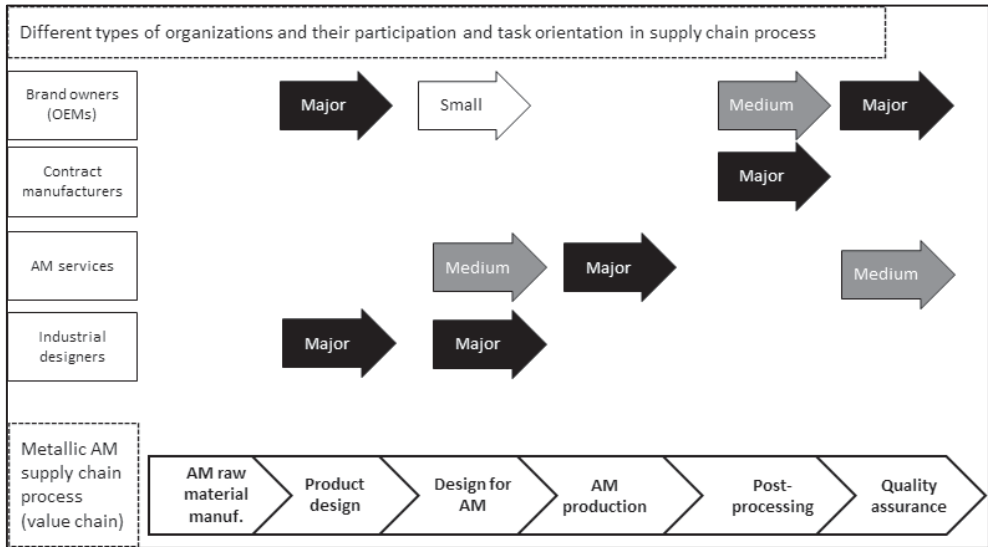 Different types of organizations and their participation and task orientation in supply chain process
Brand owners
(OEMs)
Major
Small
Medium
Major
Contract
manufacturers
Major
AM services
Medium
Major
Medium
Industrial
designers
Major
Major
Metallic AM
supply chain
process
(value chain)
AM raw
material
manuf.
Product
design
Design for
AM
AM
production
Post-
processing
Quality
assurance